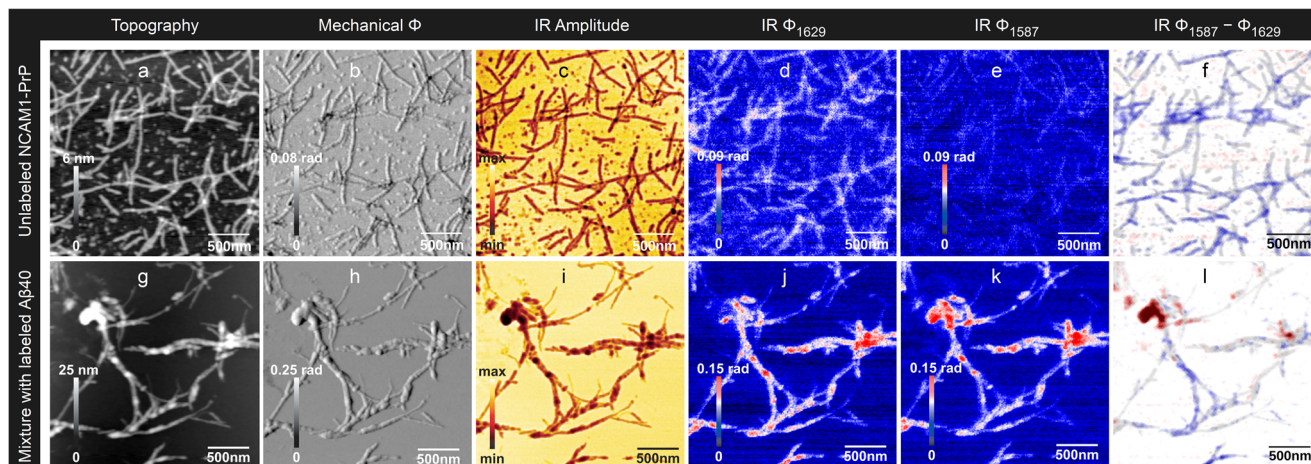 Topography Mechanical Φ IR Amplitude IR Φ1629 IR Φ1587 IR Φ1587 − Φ1629
Unlabeled NCAM1-PrP
a b c d e f
6 nm 0.08 rad max 0.09 rad 0.09 rad
0 0 min 0 0
500nm 500nm 500nm 500nm 500nm 500nm
Mixture with labeled Aβ40
g h i j k l
25 nm 0.25 rad max 0.15 rad 0.15 rad
0 0 min 0 0
500nm 500nm 500nm 500nm 500nm 500nm